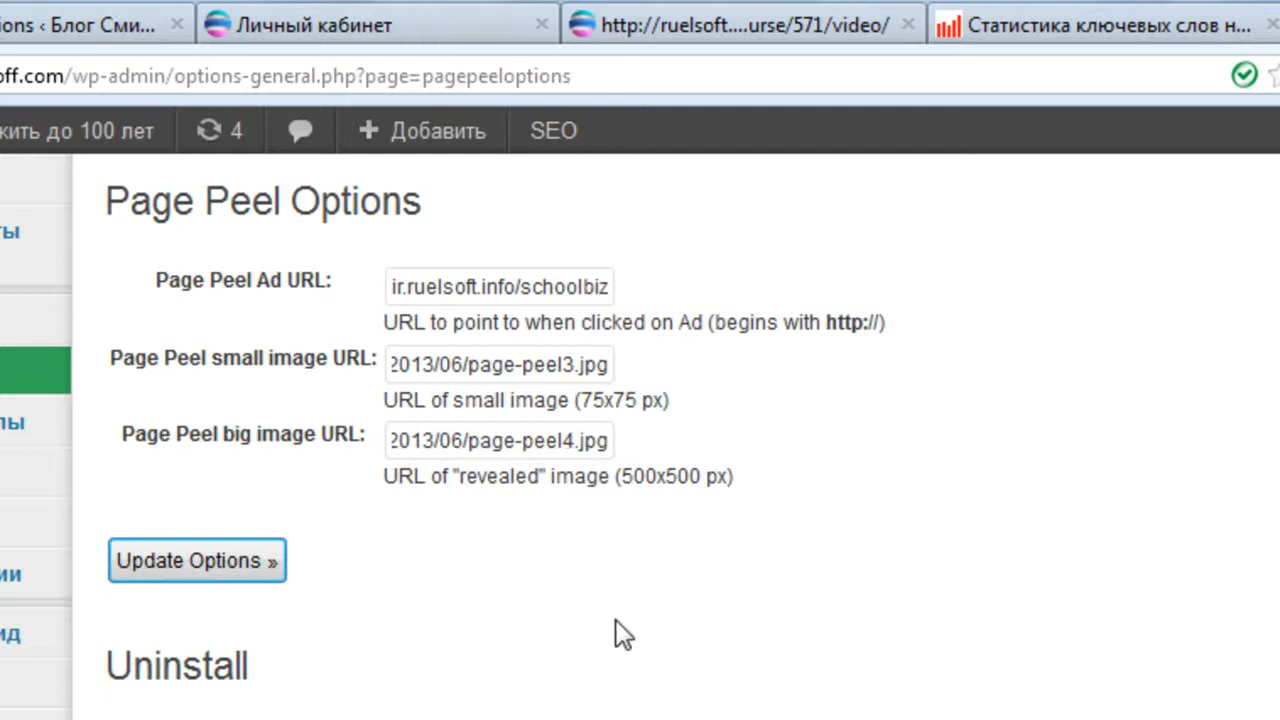 ions ‹ Блог Сми...
Личный кабинет
http://ruelsoft....urse/571/video/
Статистика ключевых слов н...
off.com/wp-admin/options-general.php?page=pagepeeloptions
жить до 100 лет
4
Добавить
SEO
Page Peel Options
ты
Page Peel Ad URL:
ir.ruelsoft.info/schoolbiz
URL to point to when clicked on Ad (begins with http://)
Page Peel small image URL:
2013/06/page-peel3.jpg
URL of small image (75x75 px)
лы
Page Peel big image URL:
2013/06/page-peel4.jpg
URL of "revealed" image (500x500 px)
Update Options »
ии
ид
Uninstall